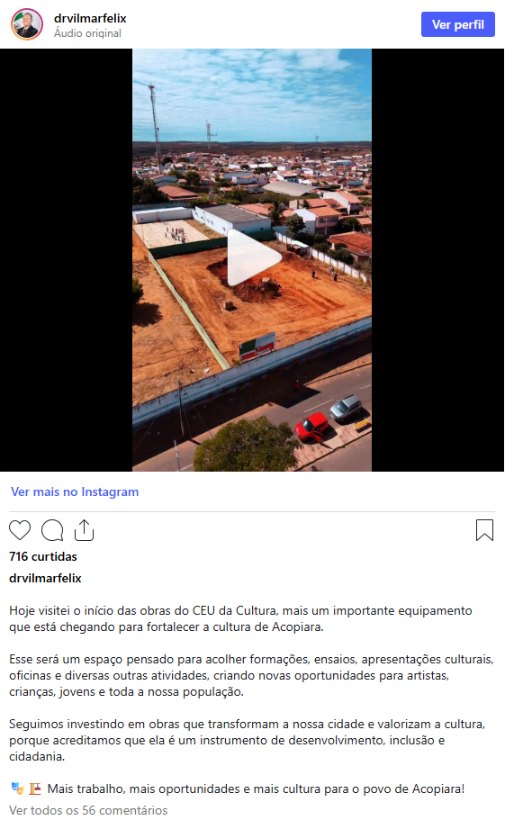 drvilmarfelix
Áudio original
Ver perfil
Ver mais no Instagram
716 curtidas
drvilmarfelix
Hoje visitei o início das obras do CEU da Cultura, mais um importante equipamento
que está chegando para fortalecer a cultura de Acopiara.
Esse será um espaço pensado para acolher formações, ensaios, apresentações culturais,
oficinas e diversas outras atividades, criando novas oportunidades para artistas,
crianças, jovens e toda a nossa população.
Seguimos investindo em obras que transformam a nossa cidade e valorizam a cultura,
porque acreditamos que ela é um instrumento de desenvolvimento, inclusão e
cidadania.
🎭 🏗️ Mais trabalho, mais oportunidades e mais cultura para o povo de Acopiara!
Ver todos os 56 comentários